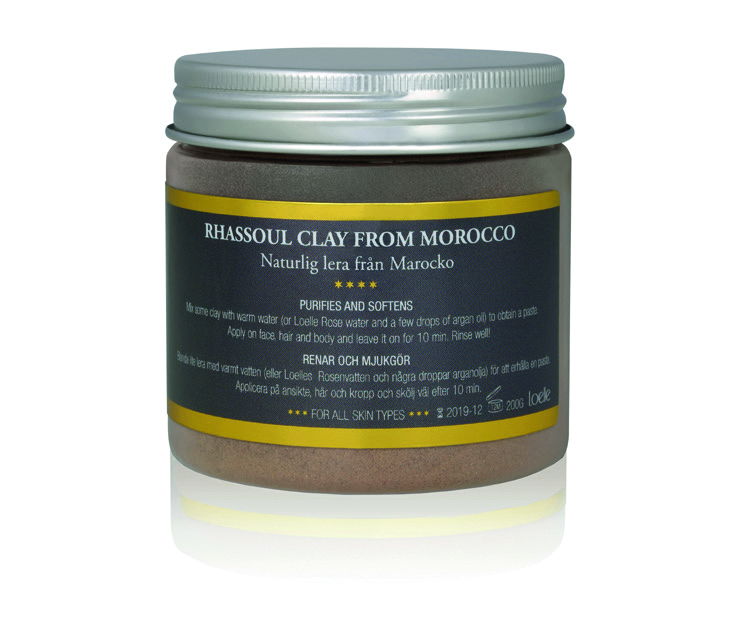 RHASSOUL CLAY FROM MOROCCO
Naturlig lera från Marocko
PURIFIES AND SOFTENS
Mix some clay with warm water (or Loelle Rose water and a few drops of argan oil) to obtain a paste.
Apply on face, hair and body and leave it on for 10 min. Rinse well!
RENAR OCH MJUKGÖR
Blanda lite lera med varmt vatten (eller Loelles Rosenvatten och några droppar arganolja) för att erhålla en pasta.
Applicera på ansikte, hår och kropp och skölj väl efter 10 min.
*** FOR ALL SKIN TYPES *** 2019-12 12M 200G loelle